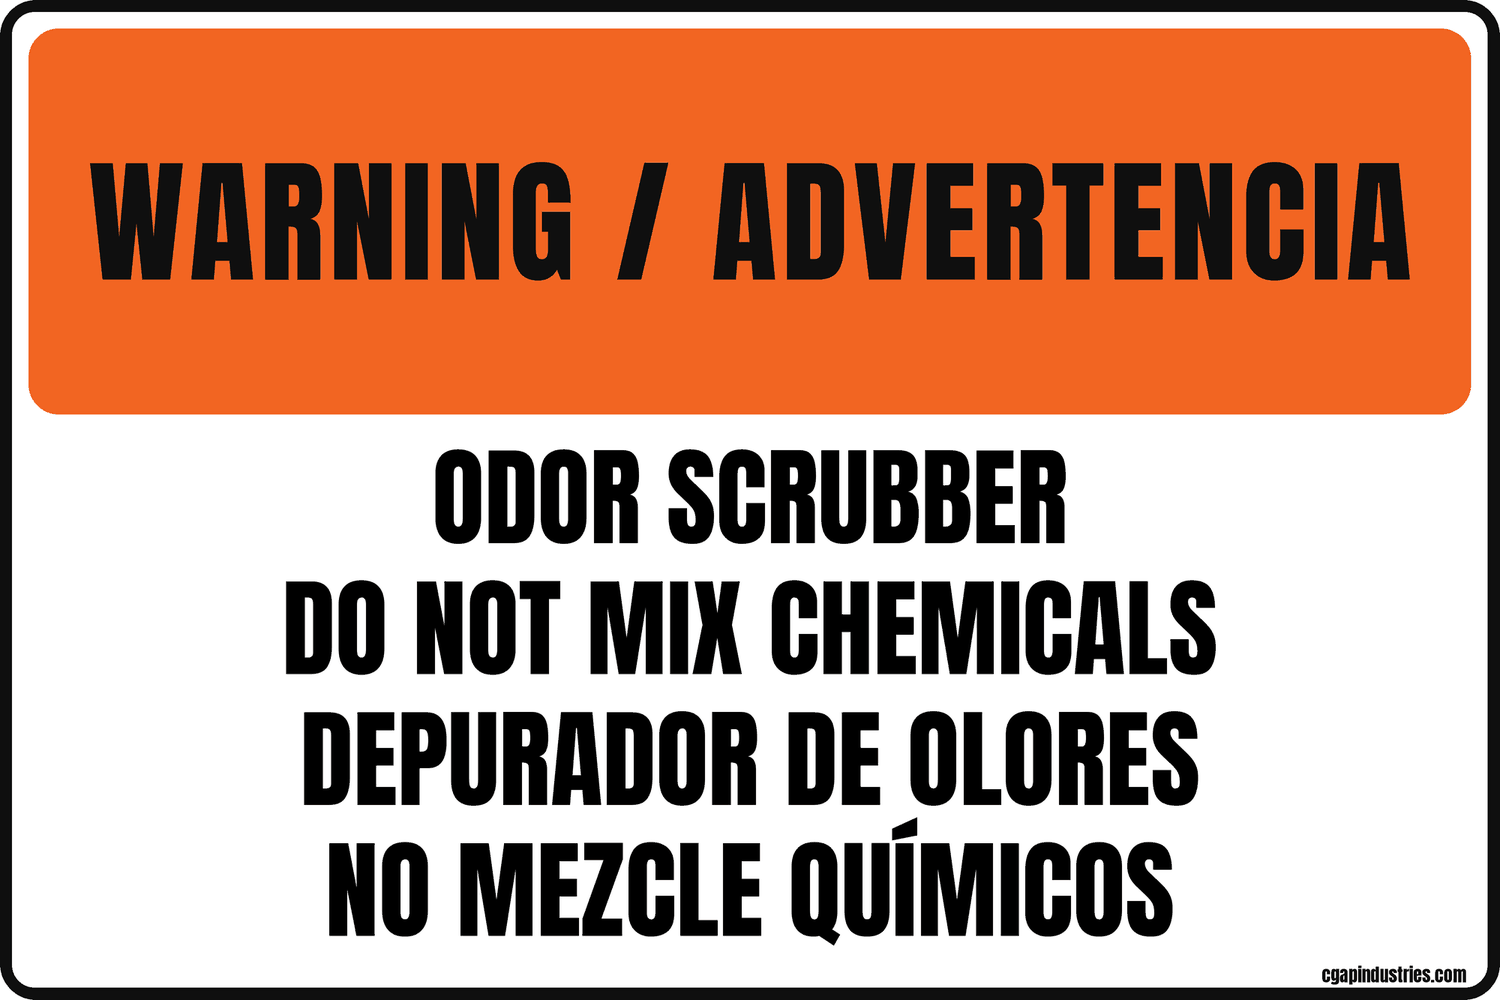 WARNING / ADVERTENCIA
ODOR SCRUBBER
DO NOT MIX CHEMICALS
DEPURADOR DE OLORES
NO MEZCLE QUÍMICOS
cgapindustries.com